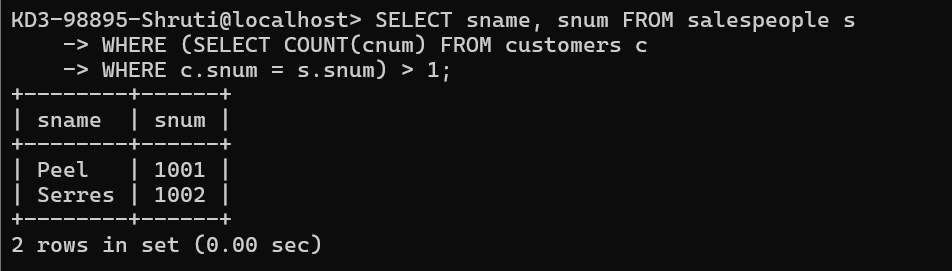 KD3-98895-Shruti@localhost> SELECT sname, snum FROM salespeople s
    -> WHERE (SELECT COUNT(cnum) FROM customers c
    -> WHERE c.snum = s.snum) > 1;
+--------+------+
| sname  | snum |
+--------+------+
| Peel   | 1001 |
| Serres | 1002 |
+--------+------+
2 rows in set (0.00 sec)